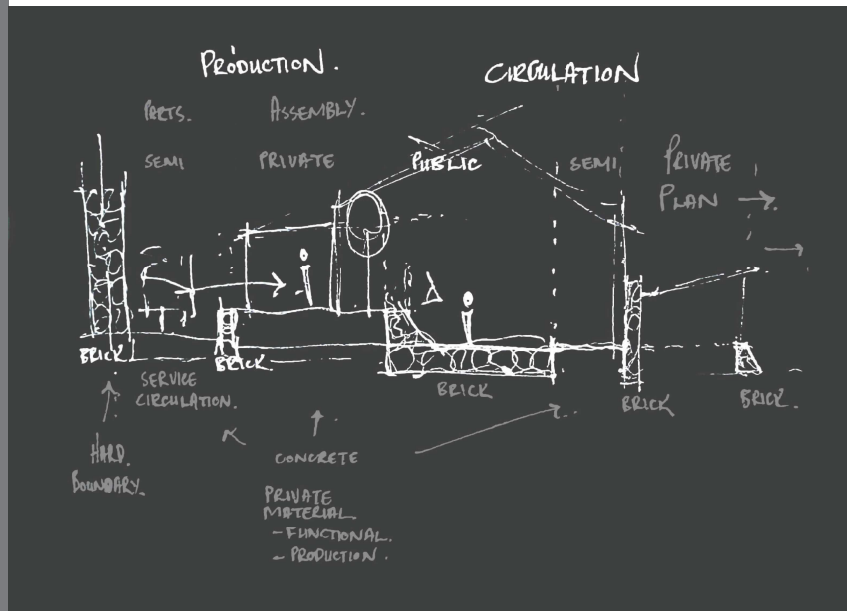 PRODUCTION.
CIRCULATION
PARTS.
ASSEMBLY.
SEMI
PRIVATE
PUBLIC
SEMI
PRIVATE
PLAN
BRICK
BRICK
BRICK
BRICK
BRICK.
SERVICE
CIRCULATION.
HARD.
BOUNDARY.
CONCRETE
PRIVATE
MATERIAL
- FUNCTIONAL.
- PRODUCTION.